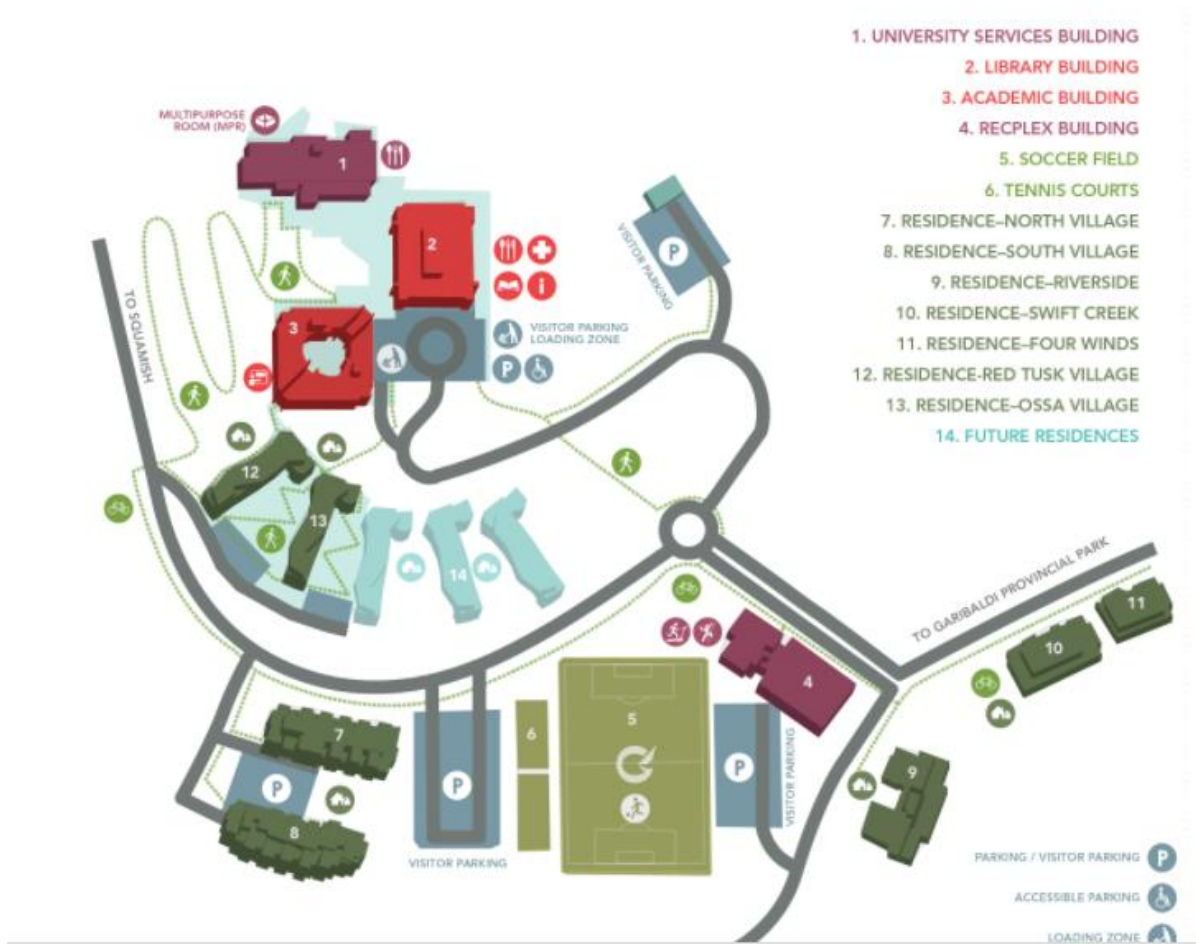 1. UNIVERSITY SERVICES BUILDING
2. LIBRARY BUILDING
3. ACADEMIC BUILDING
4. RECPLEX BUILDING
5. SOCCER FIELD
6. TENNIS COURTS
7. RESIDENCE–NORTH VILLAGE
8. RESIDENCE–SOUTH VILLAGE
9. RESIDENCE–RIVERSIDE
10. RESIDENCE–SWIFT CREEK
11. RESIDENCE–FOUR WINDS
12. RESIDENCE-RED TUSK VILLAGE
13. RESIDENCE–OSSA VILLAGE
14. FUTURE RESIDENCES
MULTIPURPOSE
ROOM (MPR)
1
2
i
3
VISITOR PARKING
LOADING ZONE
P
P
VISITOR PARKING
TO SQUAMISH
12
13
14
TO GARIBALDI PROVINCIAL PARK
11
10
4
5
6
7
P
8
P
VISITOR PARKING
P
VISITOR PARKING
9
PARKING / VISITOR PARKING
P
ACCESSIBLE PARKING
LOADING ZONE